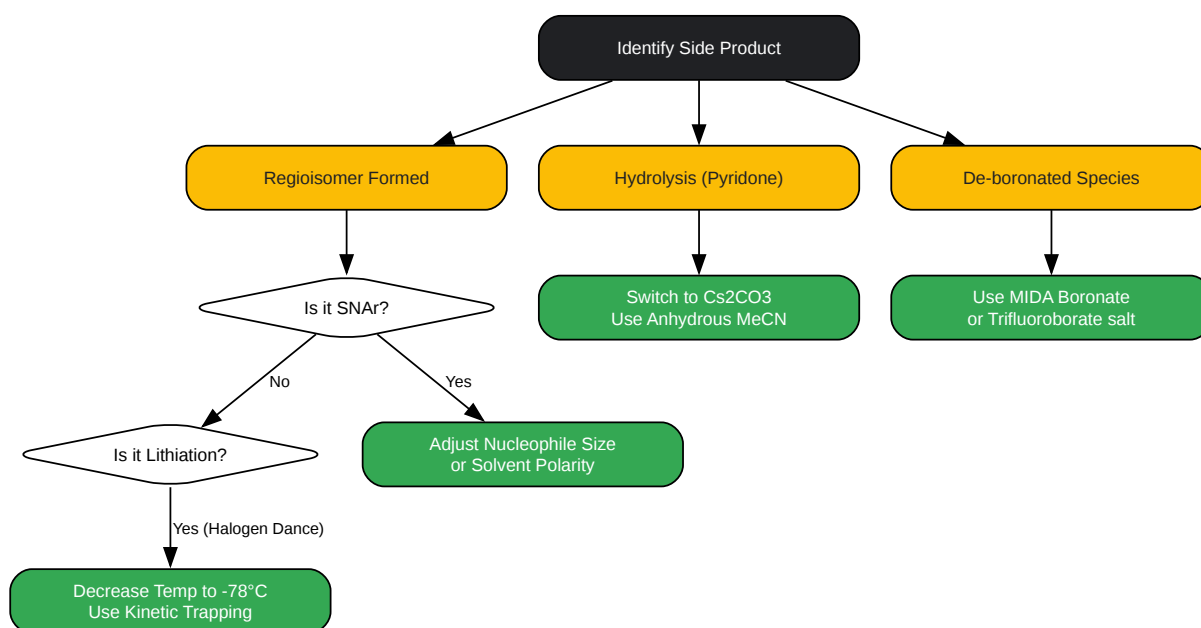 Identify Side Product
Regioisomer Formed
Hydrolysis (Pyridone)
De-boronated Species
Is it SNAr?
Switch to Cs2CO3
Use Anhydrous MeCN
Use MIDA Boronate
or Trifluoroborate salt
No
Yes
Is it Lithiation?
Adjust Nucleophile Size
or Solvent Polarity
Yes (Halogen Dance)
Decrease Temp to -78°C
Use Kinetic Trapping